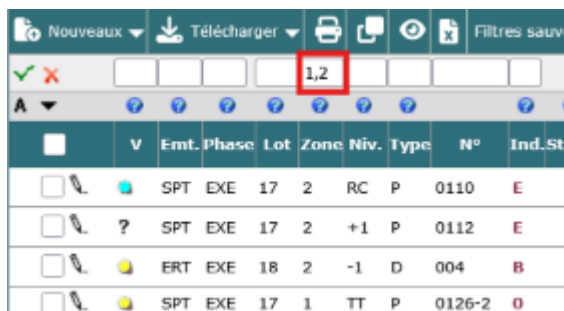 Nouveaux Télécharger Filtres sauv
1,2
A
V Emt. Phase Lot Zone Niv. Type N° Ind. St
SPT EXE 17 2 RC P 0110 E
? SPT EXE 17 2 +1 P 0112 E
ERT EXE 18 2 -1 D 004 B
SPT EXE 17 1 TT P 0126-2 0